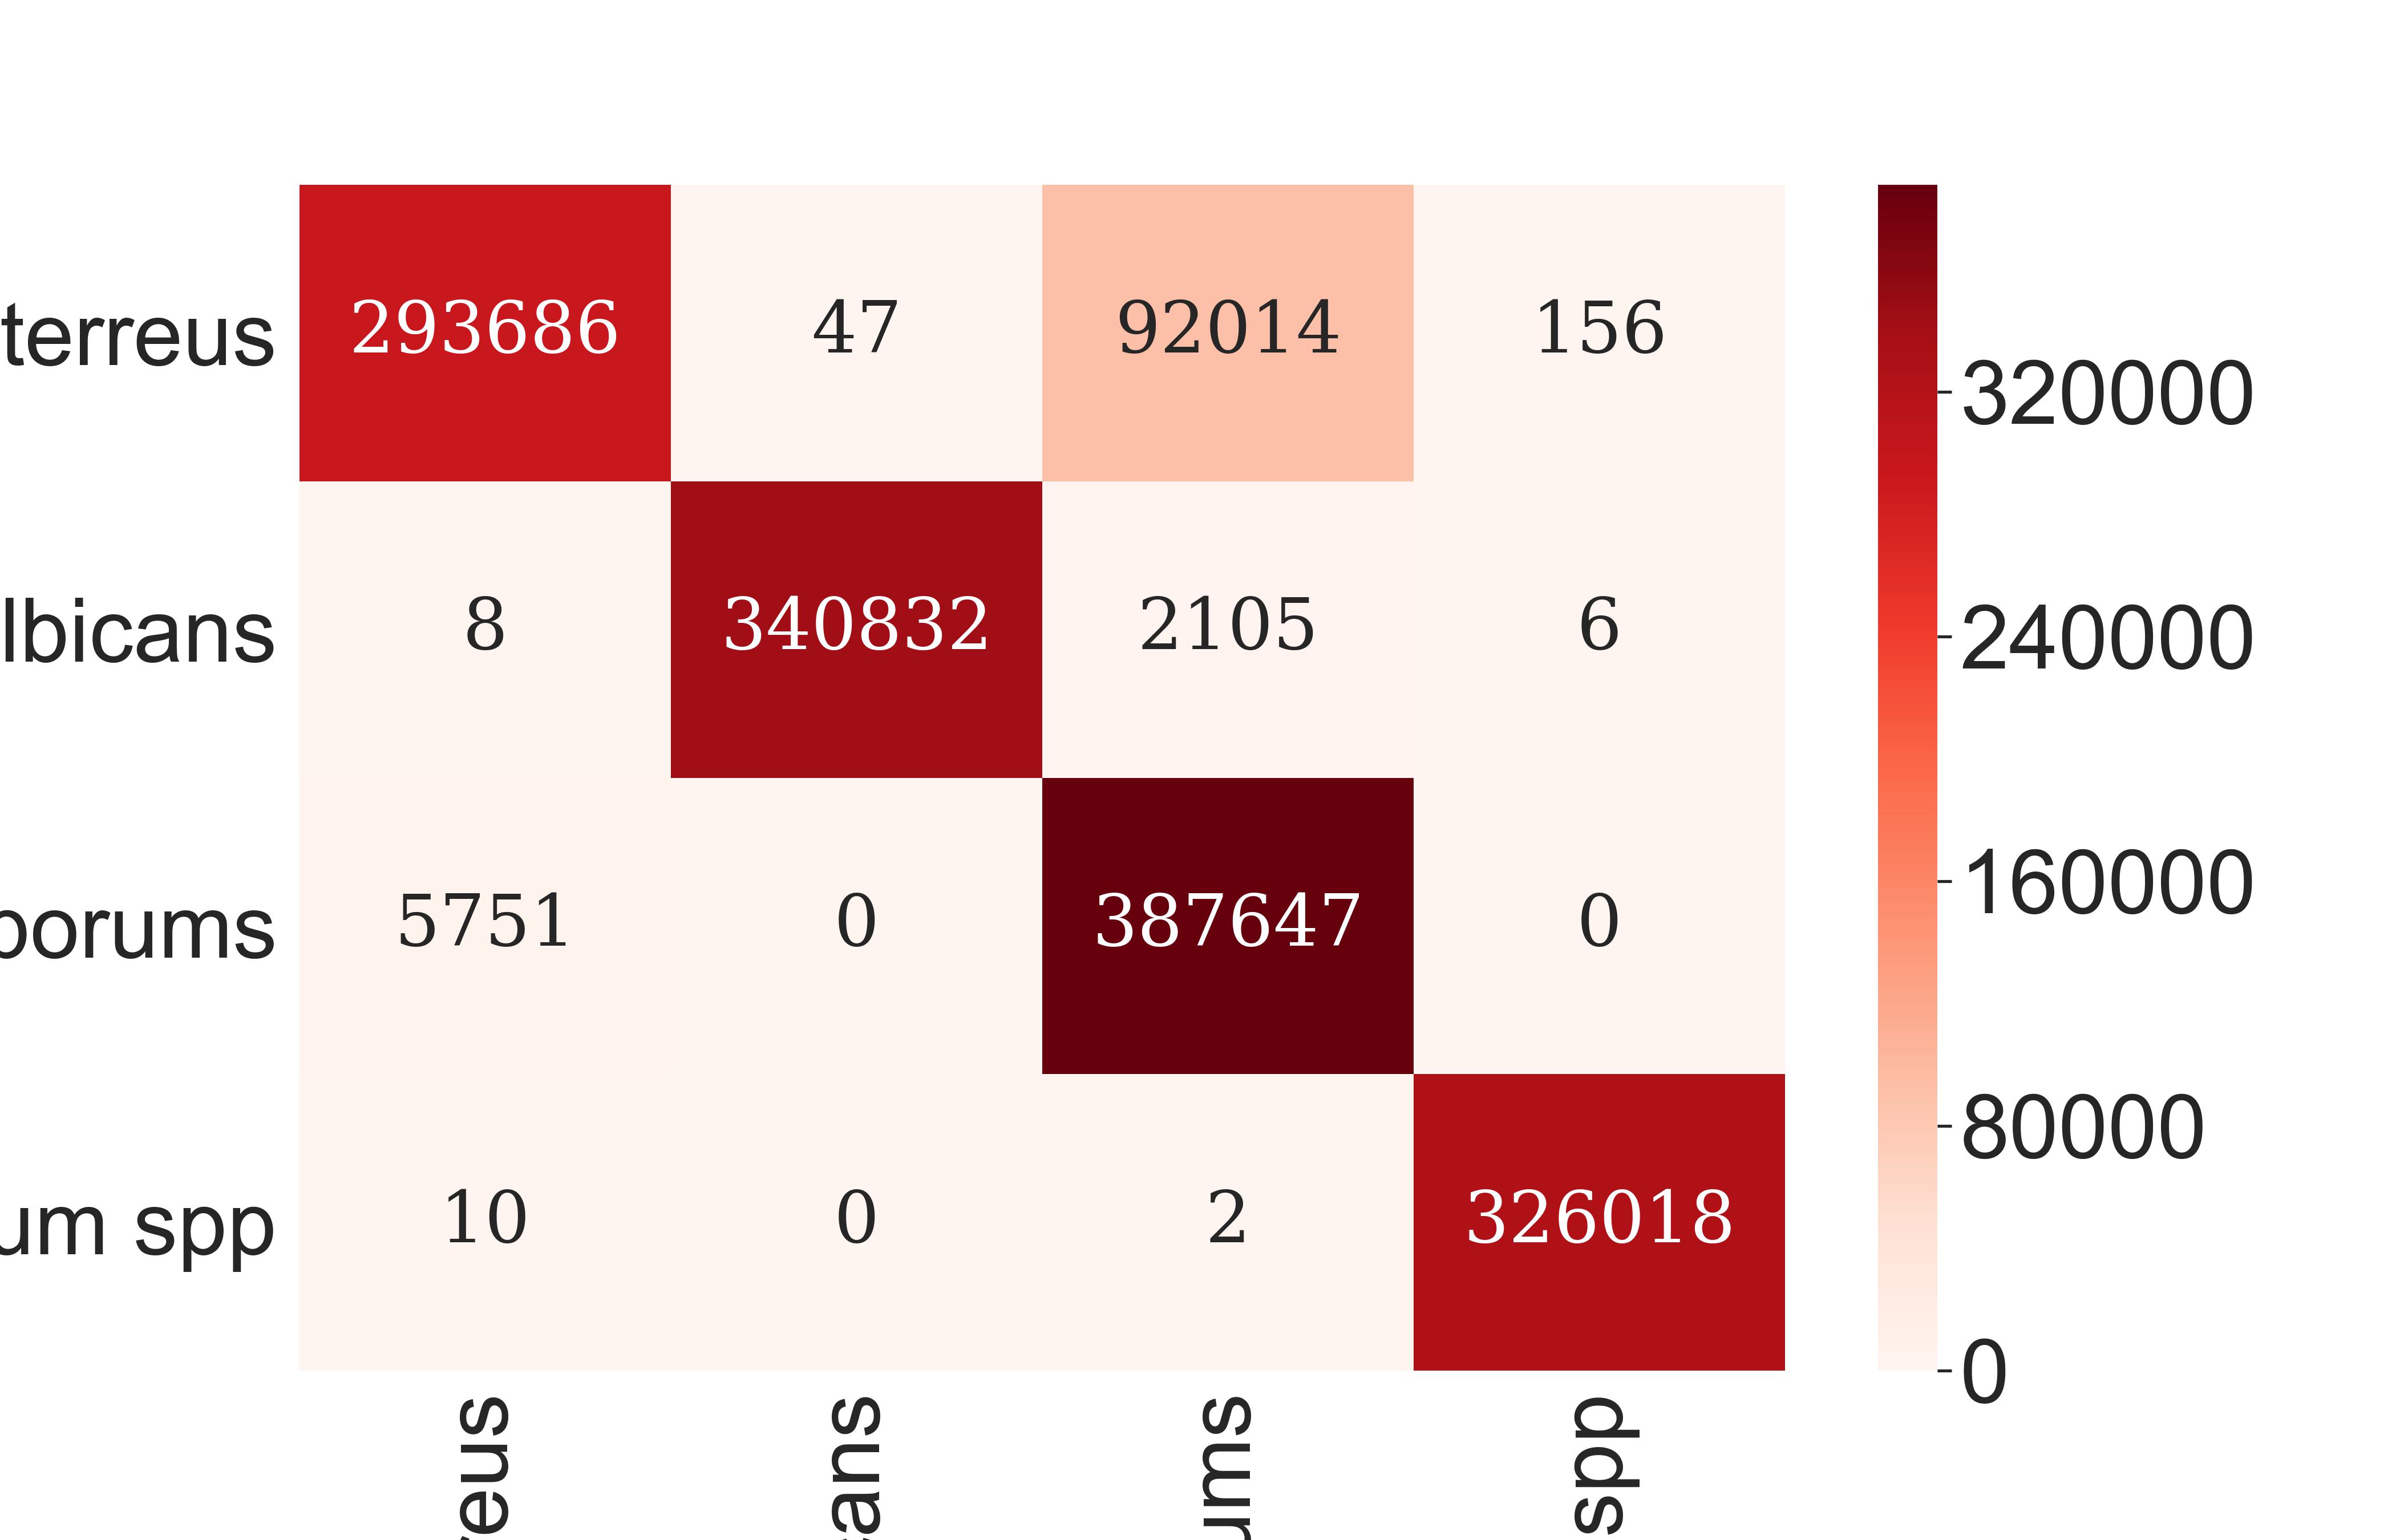 terreus 293686 47 92014 156
320000
lbicans 8 340832 2105 6
240000
porums 5751 0 387647 0
160000
80000
um spp 10 0 2 326018
0
eus
ans
ums
spp